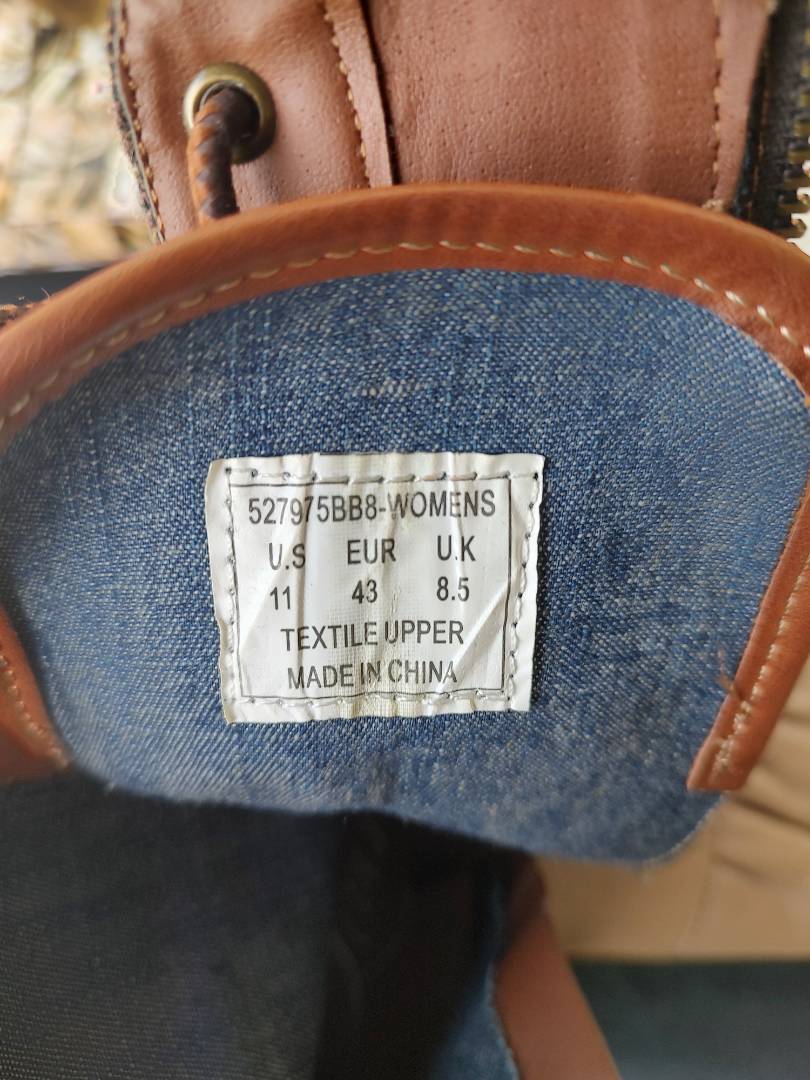 527975BB8-WOMENS
U.S EUR U.K
11 43 8.5
TEXTILE UPPER
MADE IN CHINA